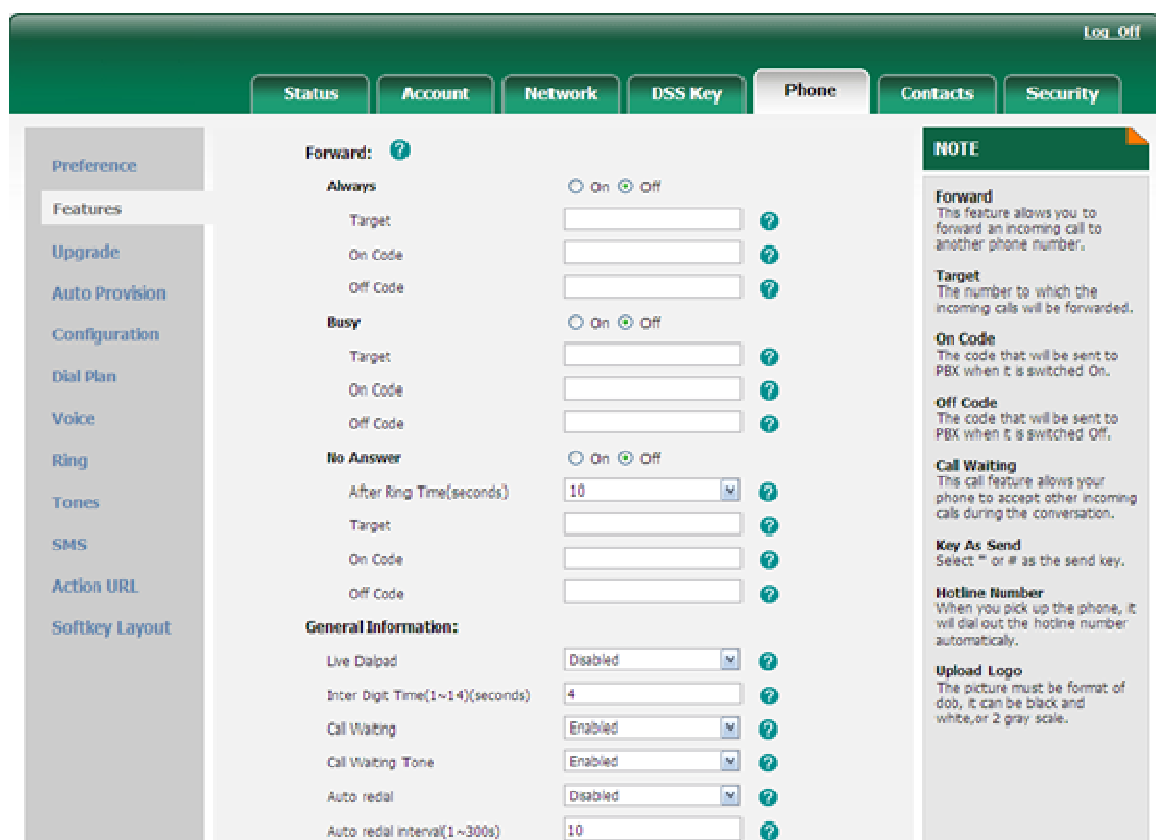 Log Off
Status
Account
Network
DSS Key
Phone
Contacts
Security
Preference
Features
Upgrade
Auto Provision
Configuration
Dial Plan
Voice
Ring
Tones
SMS
Action URL
Softkey Layout
Forward: ?
Always On Off
Target ?
On Code ?
Off Code ?
Busy On Off
Target ?
On Code ?
Off Code ?
No Answer On Off
After Ring Time(seconds) 10 ?
Target ?
On Code ?
Off Code ?
General Information:
Live Dialpad Disabled ?
Inter Digit Time(1~14)(seconds) 4 ?
Call Waiting Enabled ?
Call Waiting Tone Enabled ?
Auto redial Disabled ?
Auto redial interval(1~300s) 10 ?
NOTE
Forward
This feature allows you to
forward an incoming call to
another phone number.
Target
The number to which the
incoming calls will be forwarded.
On Code
The code that will be sent to
PBX when it is switched On.
Off Code
The code that will be sent to
PBX when it is switched Off.
Call Waiting
This call feature allows your
phone to accept other incoming
calls during the conversation.
Key As Send
Select * or # as the send key.
Hotline Number
When you pick up the phone, it
will dial out the hotline number
automatically.
Upload Logo
The picture must be format of
dob, it can be black and
white,or 2 gray scale.